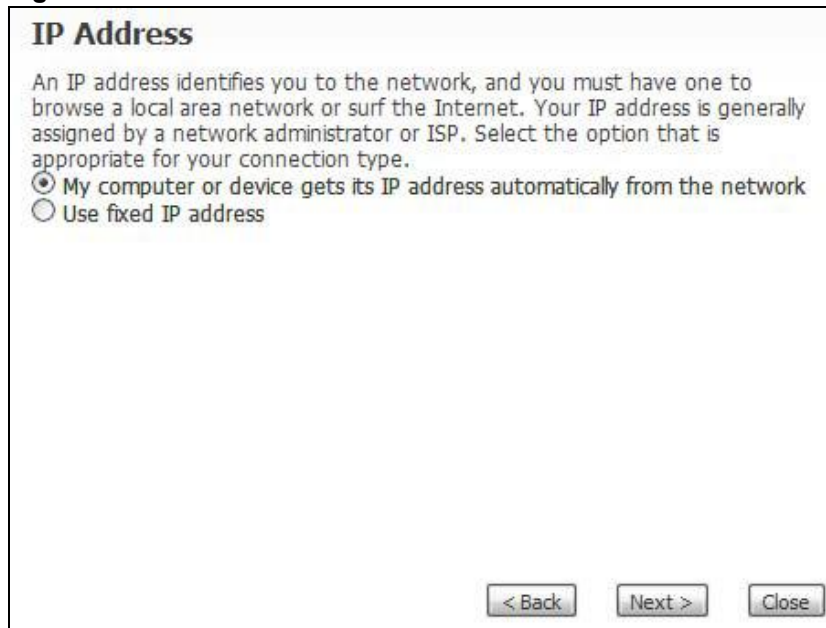 IP Address
An IP address identifies you to the network, and you must have one to
browse a local area network or surf the Internet. Your IP address is generally
assigned by a network administrator or ISP. Select the option that is
appropriate for your connection type.
My computer or device gets its IP address automatically from the network
Use fixed IP address
< Back Next > Close